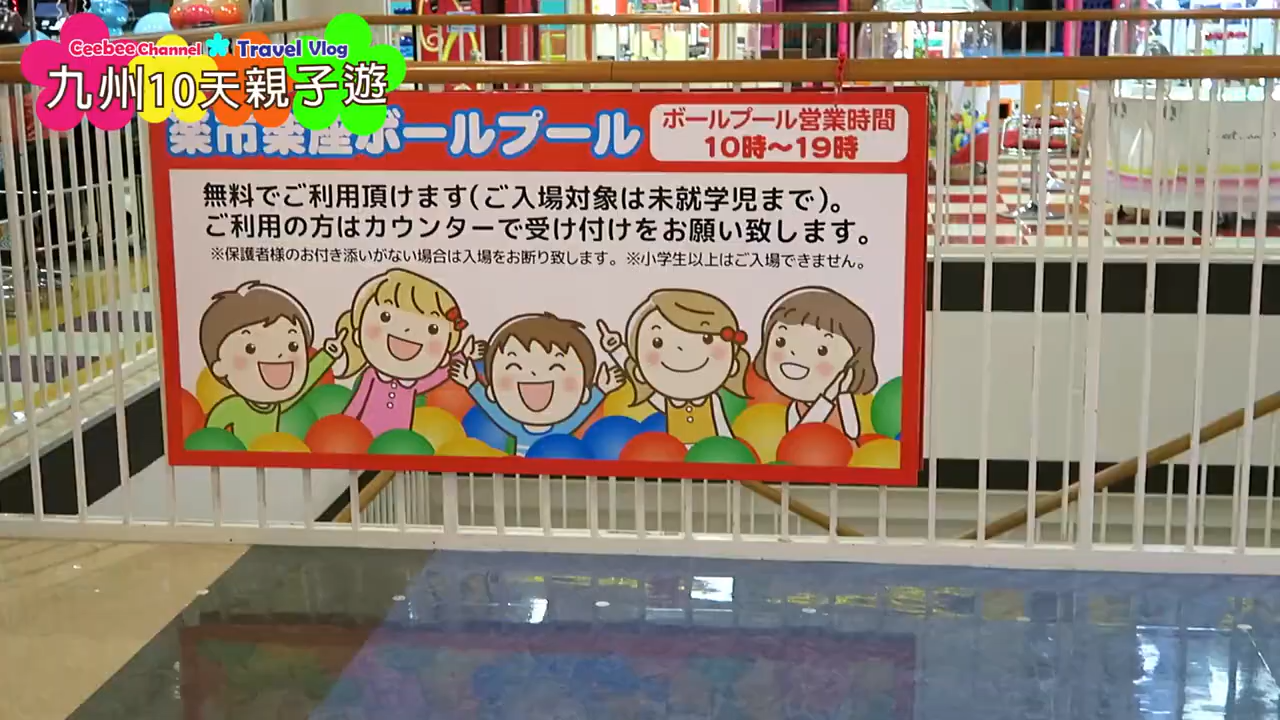 Ceebee Channel Travel Vlog
九州10天親子遊
楽市楽座ボールプール
ボールプール営業時間
10時～19時
無料でご利用頂けます(ご入場対象は未就学児まで)。
ご利用の方はカウンターで受け付けをお願い致します。
※保護者様のお付き添いがない場合は入場をお断り致します。※小学生以上はご入場できません。